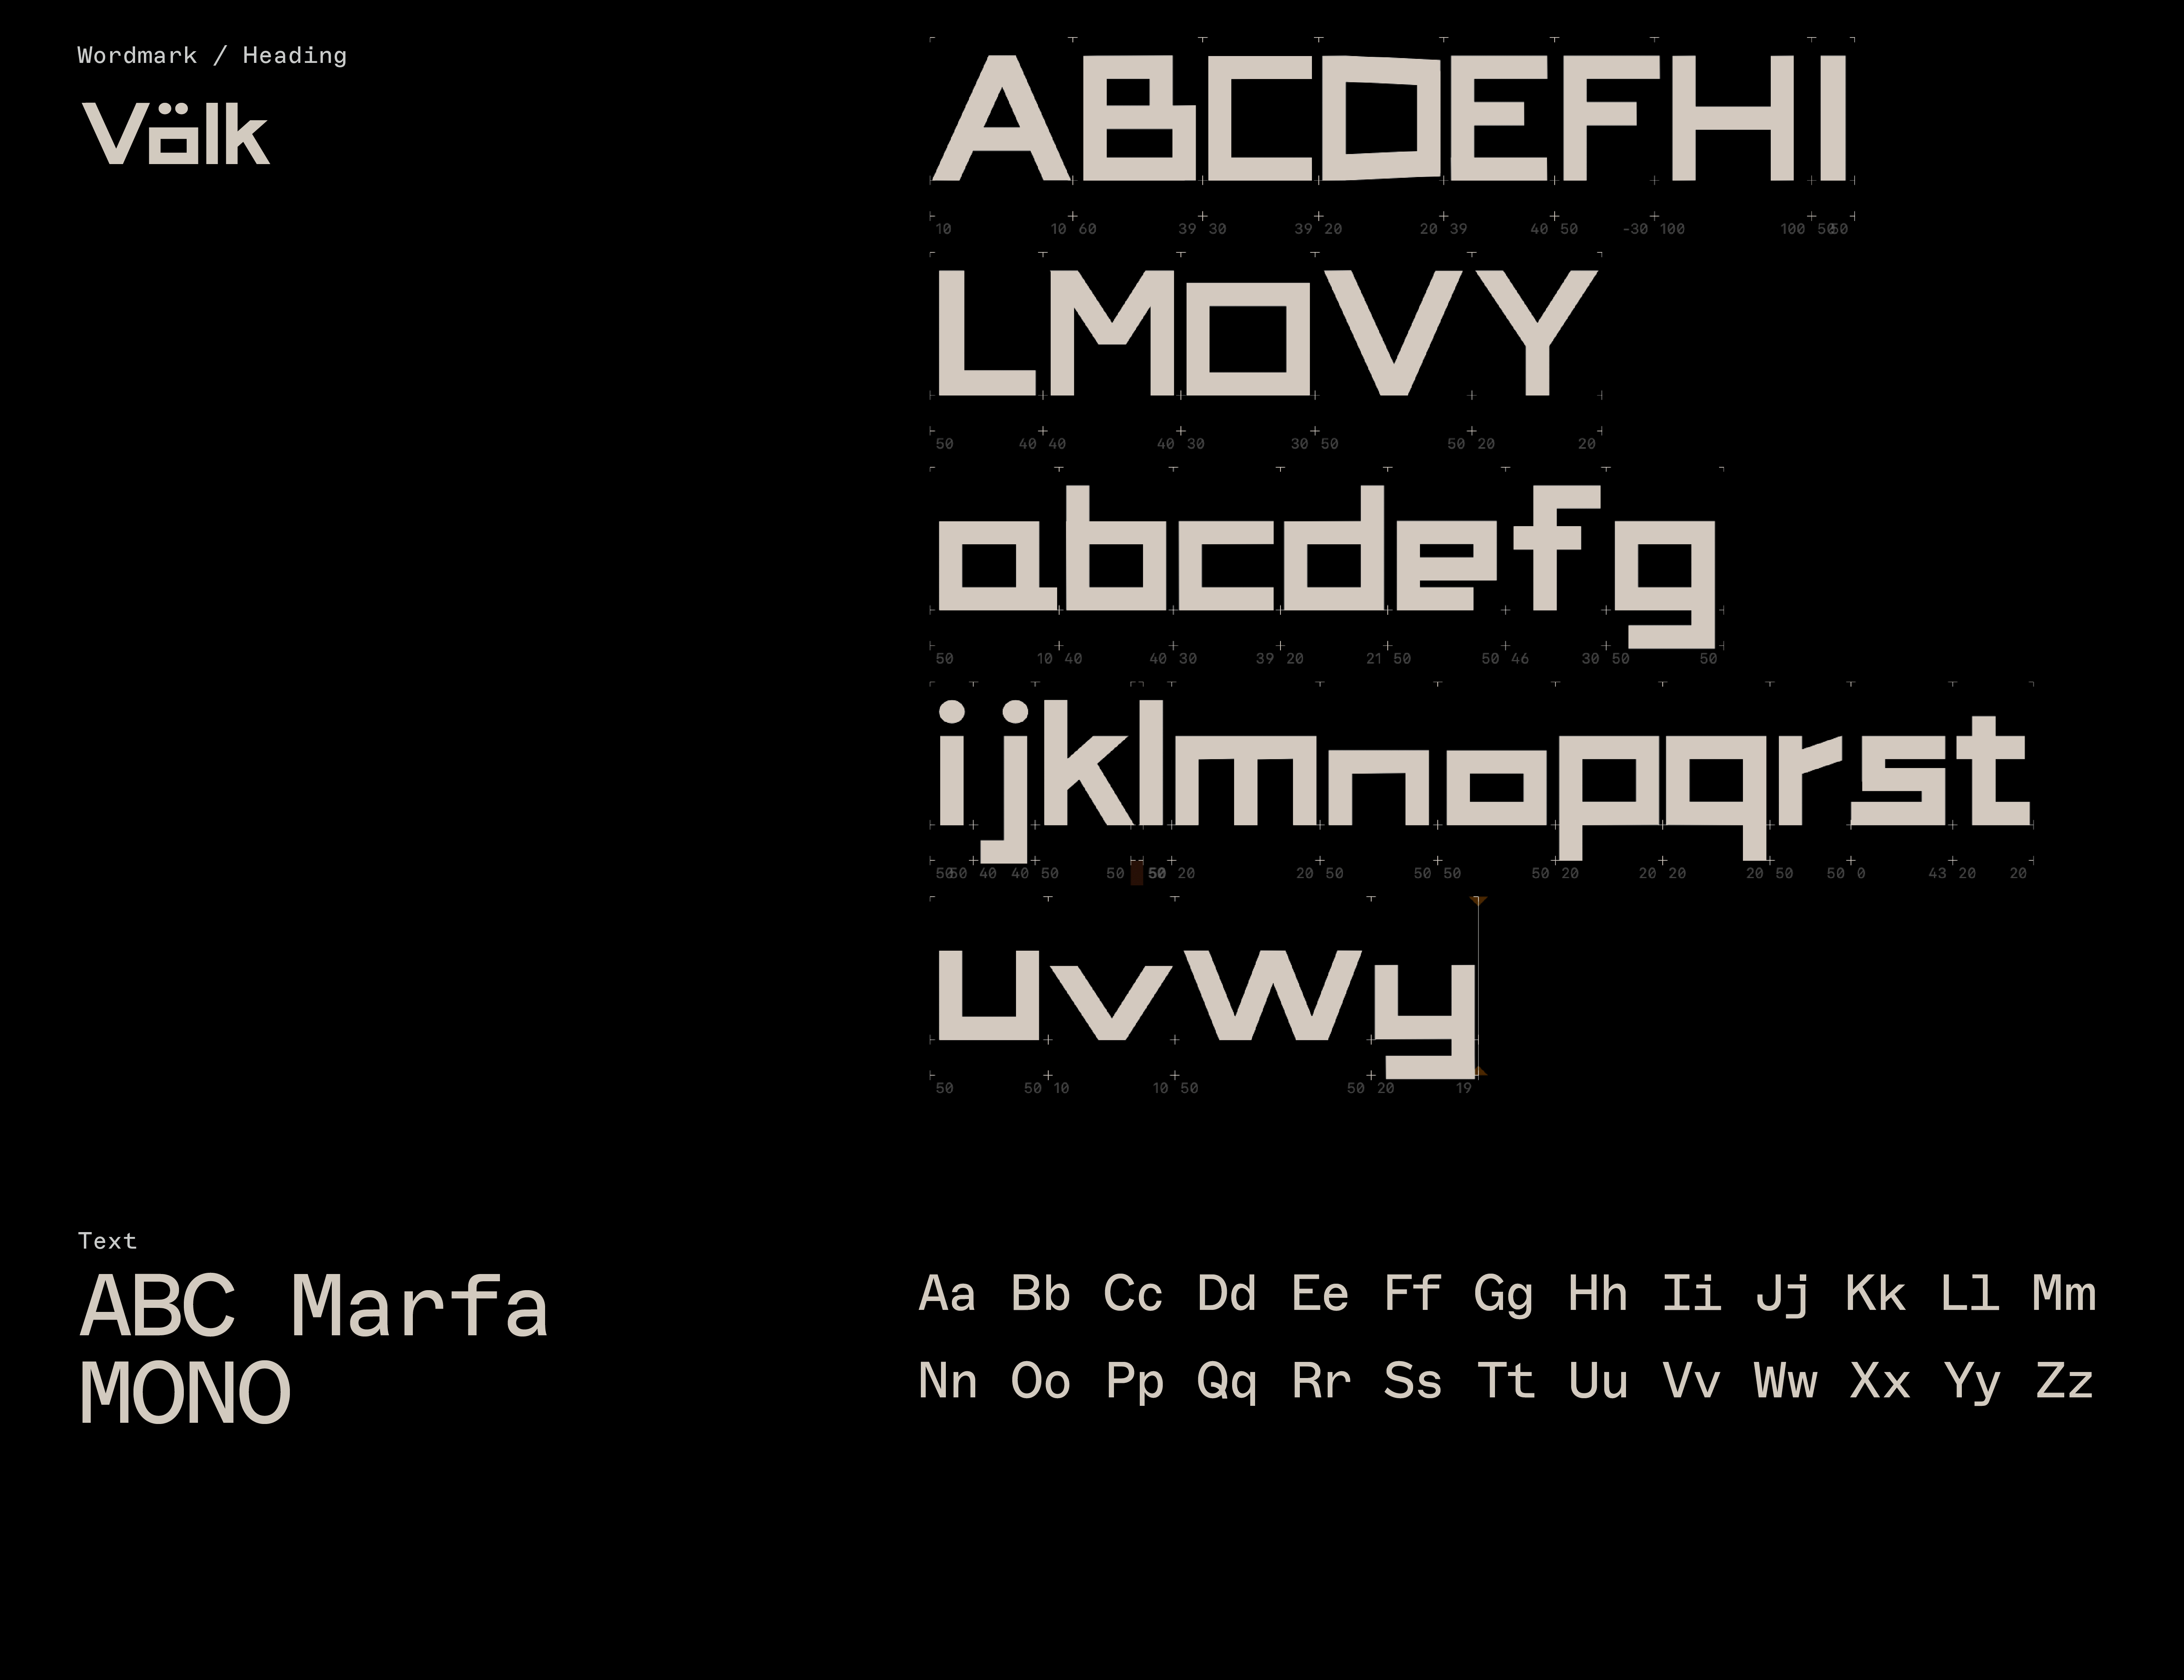 Wordmark / Heading
Völk
ABCDEFHI
10 10 60 39 30 39 20 20 39 40 50 -30 100 100 50 50
LMOVY
50 40 40 40 30 30 50 50 20 20
abcdefg
50 10 40 40 30 39 20 21 50 50 46 30 50 50
ijklmnopqrst
50 50 40 40 50 50 50 20 20 50 50 50 50 20 20 20 20 50 50 0 43 20 20
uvwy
50 50 10 10 50 50 20 19
Text
ABC Marfa
MONO
Aa Bb Cc Dd Ee Ff Gg Hh Ii Jj Kk Ll Mm
Nn Oo Pp Qq Rr Ss Tt Uu Vv Ww Xx Yy Zz